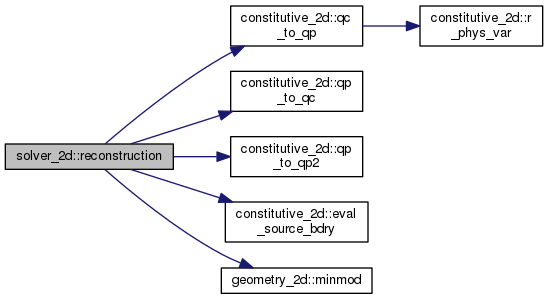 constitutive_2d::qc
_to_qp
constitutive_2d::r
_phys_var
constitutive_2d::qp
_to_qc
solver_2d::reconstruction
constitutive_2d::qp
_to_qp2
constitutive_2d::eval
_source_bdry
geometry_2d::minmod